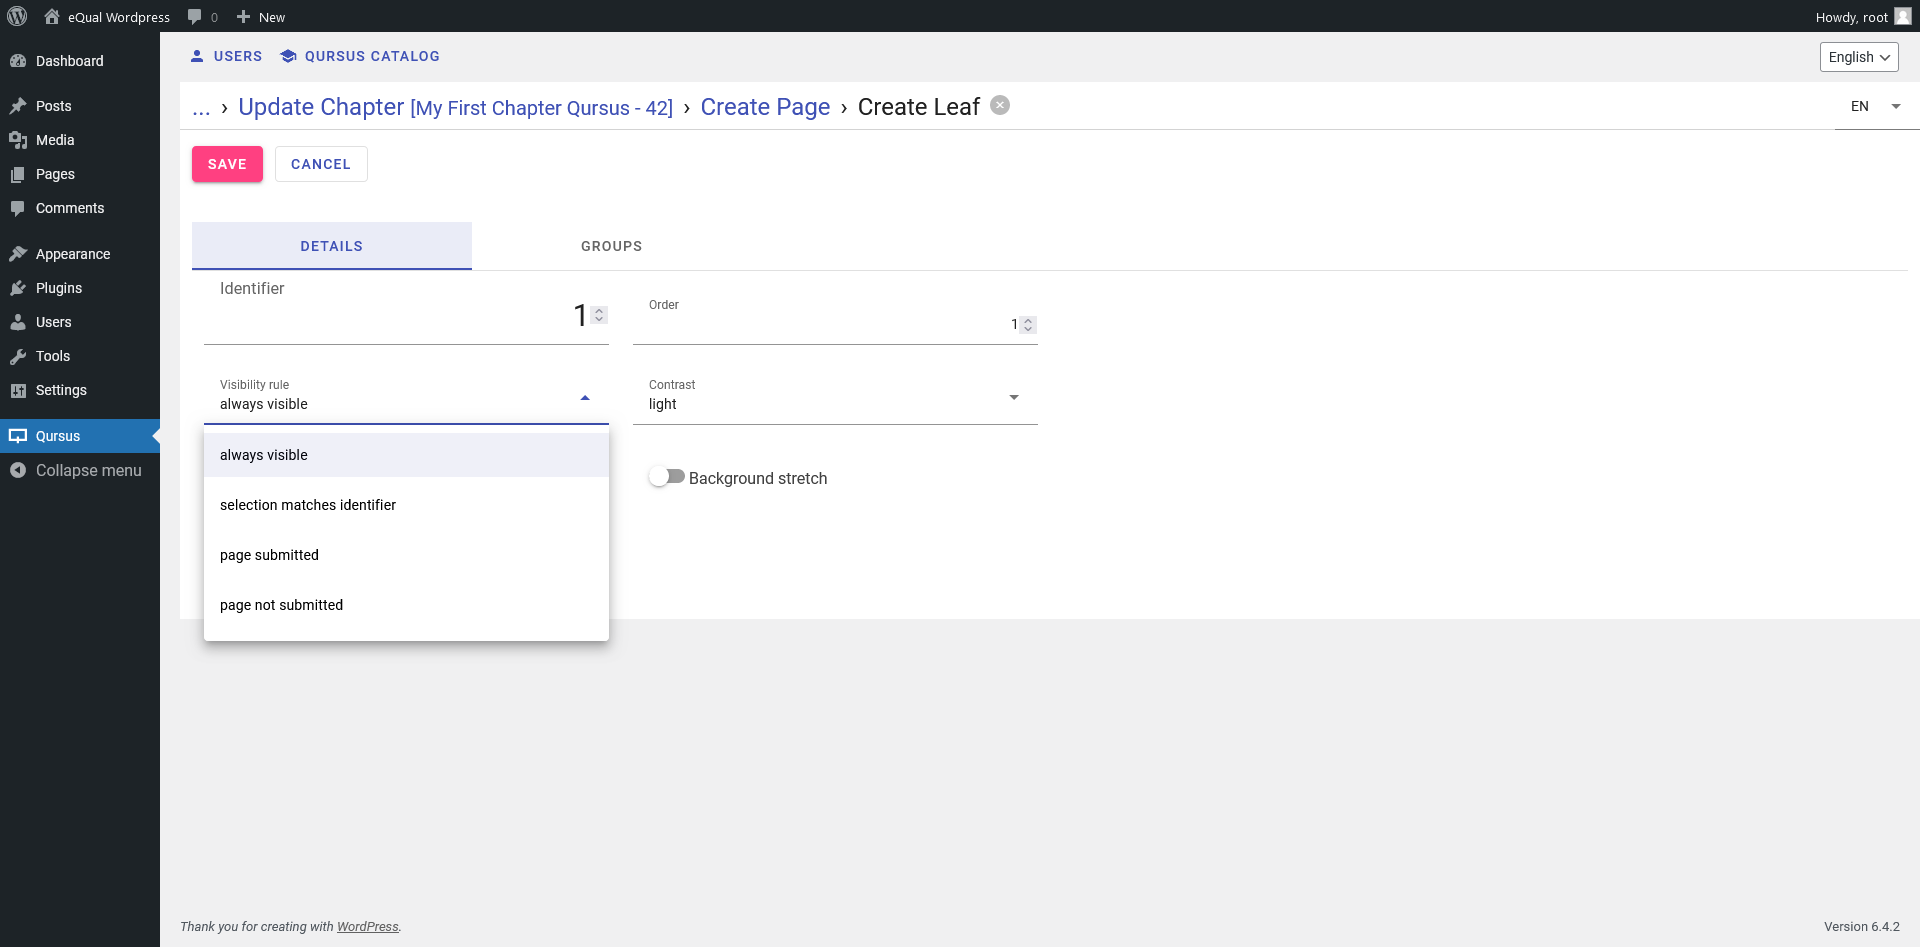 eQual Wordpress 0 New Howdy, root
Dashboard
Posts
Media
Pages
Comments
Appearance
Plugins
Users
Tools
Settings
Qursus
Collapse menu
USERS QURSUS CATALOG English
... › Update Chapter [My First Chapter Qursus - 42] › Create Page › Create Leaf EN
SAVE CANCEL
DETAILS GROUPS
Identifier
1
Order
1
Visibility rule
always visible
Contrast
light
always visible
selection matches identifier
page submitted
page not submitted
Background stretch
Thank you for creating with WordPress. Version 6.4.2